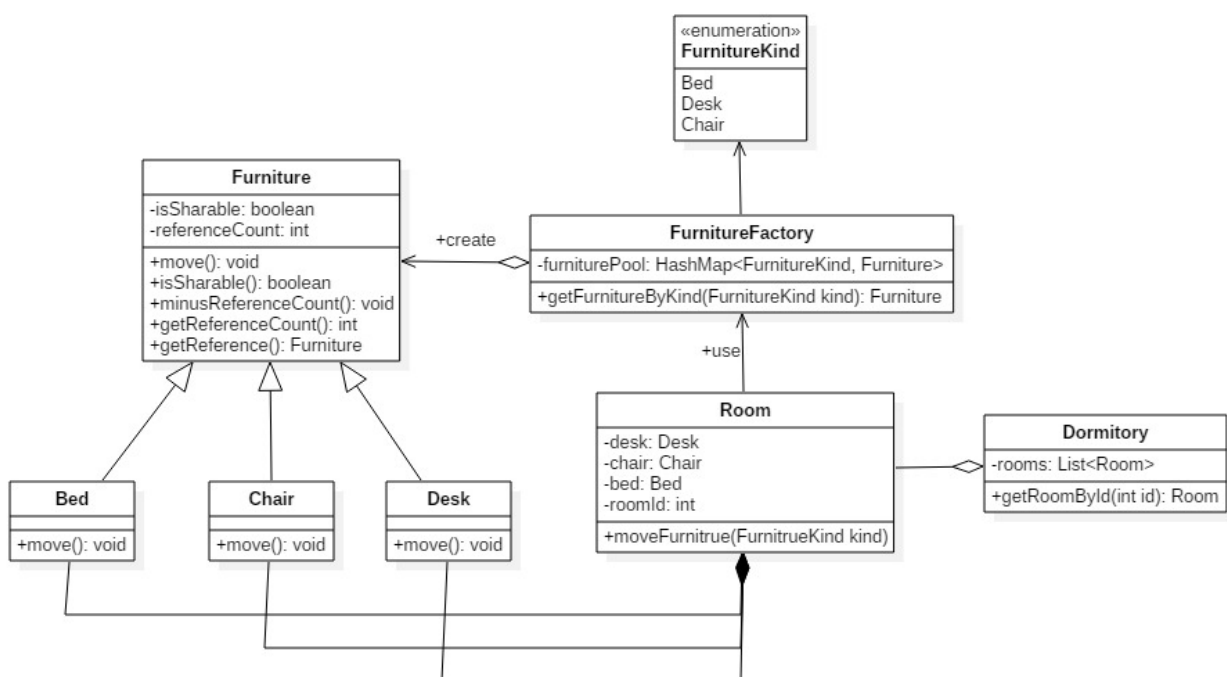 «enumeration»
FurnitureKind
Bed
Desk
Chair
Furniture
-isSharable: boolean
-referenceCount: int
+move(): void
+isSharable(): boolean
+minusReferenceCount(): void
+getReferenceCount(): int
+getReference(): Furniture
+create
FurnitureFactory
-furniturePool: HashMap<FurnitureKind, Furniture>
+getFurnitureByKind(FurnitureKind kind): Furniture
+use
Room
-desk: Desk
-chair: Chair
-bed: Bed
-roomId: int
+moveFurnitrue(FurnitrueKind kind)
Dormitory
-rooms: List<Room>
+getRoomById(int id): Room
Bed
+move(): void
Chair
+move(): void
Desk
+move(): void